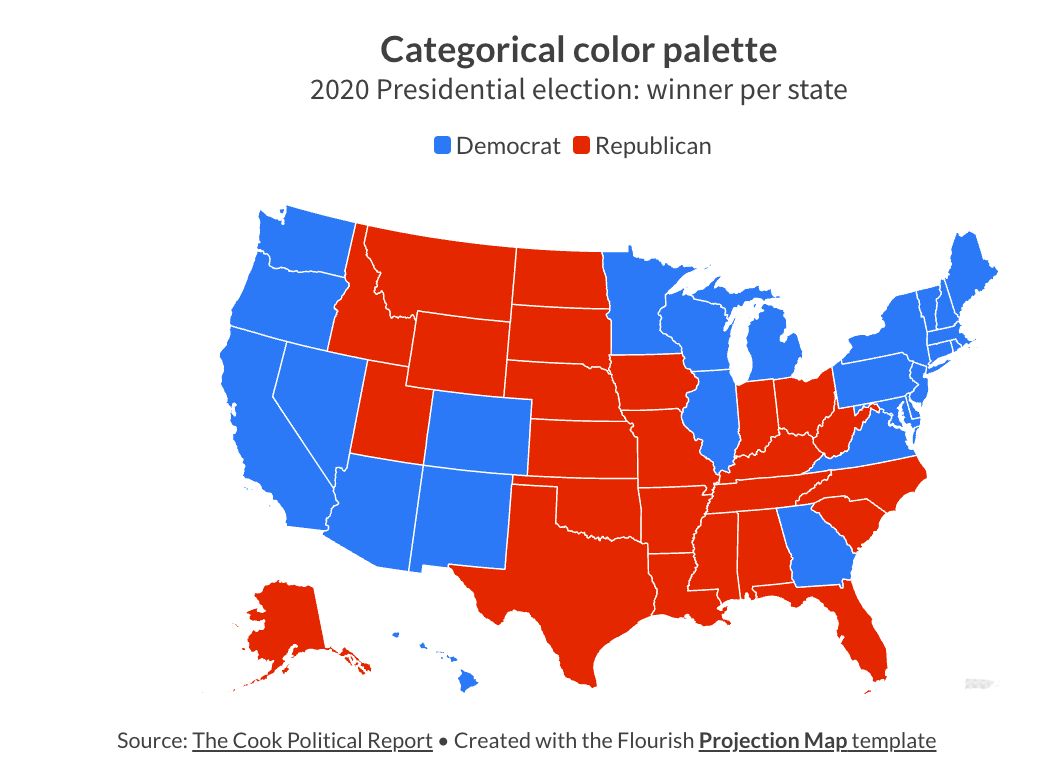 Categorical color palette
2020 Presidential election: winner per state
Democrat Republican
Source: The Cook Political Report • Created with the Flourish Projection Map template